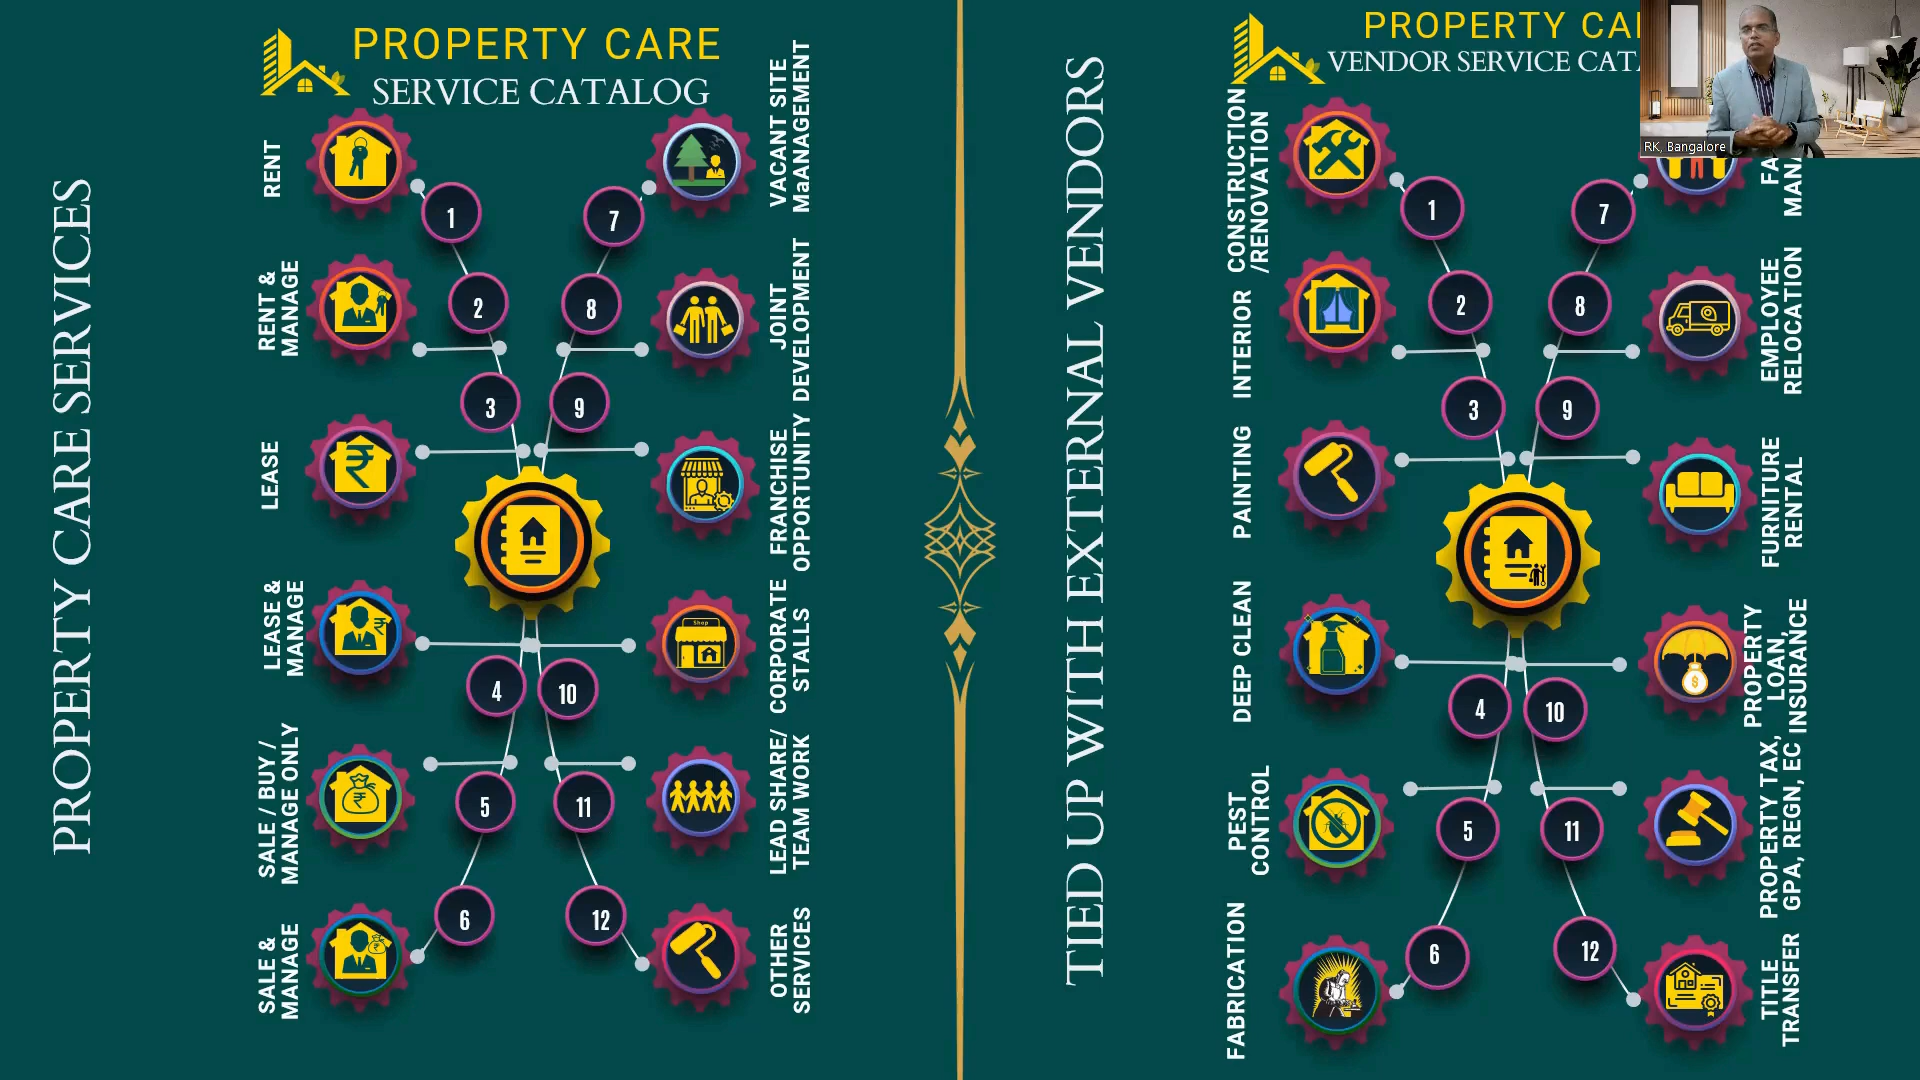 PROPERTY CARE SERVICES
PROPERTY CARE
SERVICE CATALOG
RENT
RENT &
MANAGE
LEASE
LEASE &
MANAGE
SALE / BUY /
MANAGE ONLY
SALE &
MANAGE
1
2
3
4
5
6
7
8
9
10
11
12
VACANT SITE
MaANAGEMENT
JOINT
DEVELOPMENT
FRANCHISE
OPPORTUNITY
CORPORATE
STALLS
Shop
LEAD SHARE/
TEAM WORK
OTHER
SERVICES
TIED UP WITH EXTERNAL VENDORS
PROPERTY
VENDOR SERVICE
CONSTRUCTION
/RENOVATION
INTERIOR
PAINTING
DEEP CLEAN
PEST
CONTROL
FABRICATION
1
2
3
4
5
6
7
8
9
10
11
12
EMPLOYEE
RELOCATION
FURNITURE
RENTAL
PROPERTY
LOAN,
INSURANCE
PROPERTY TAX,
GPA, REGN, EC
TITLE
TRANSFER
RK, Bangalore